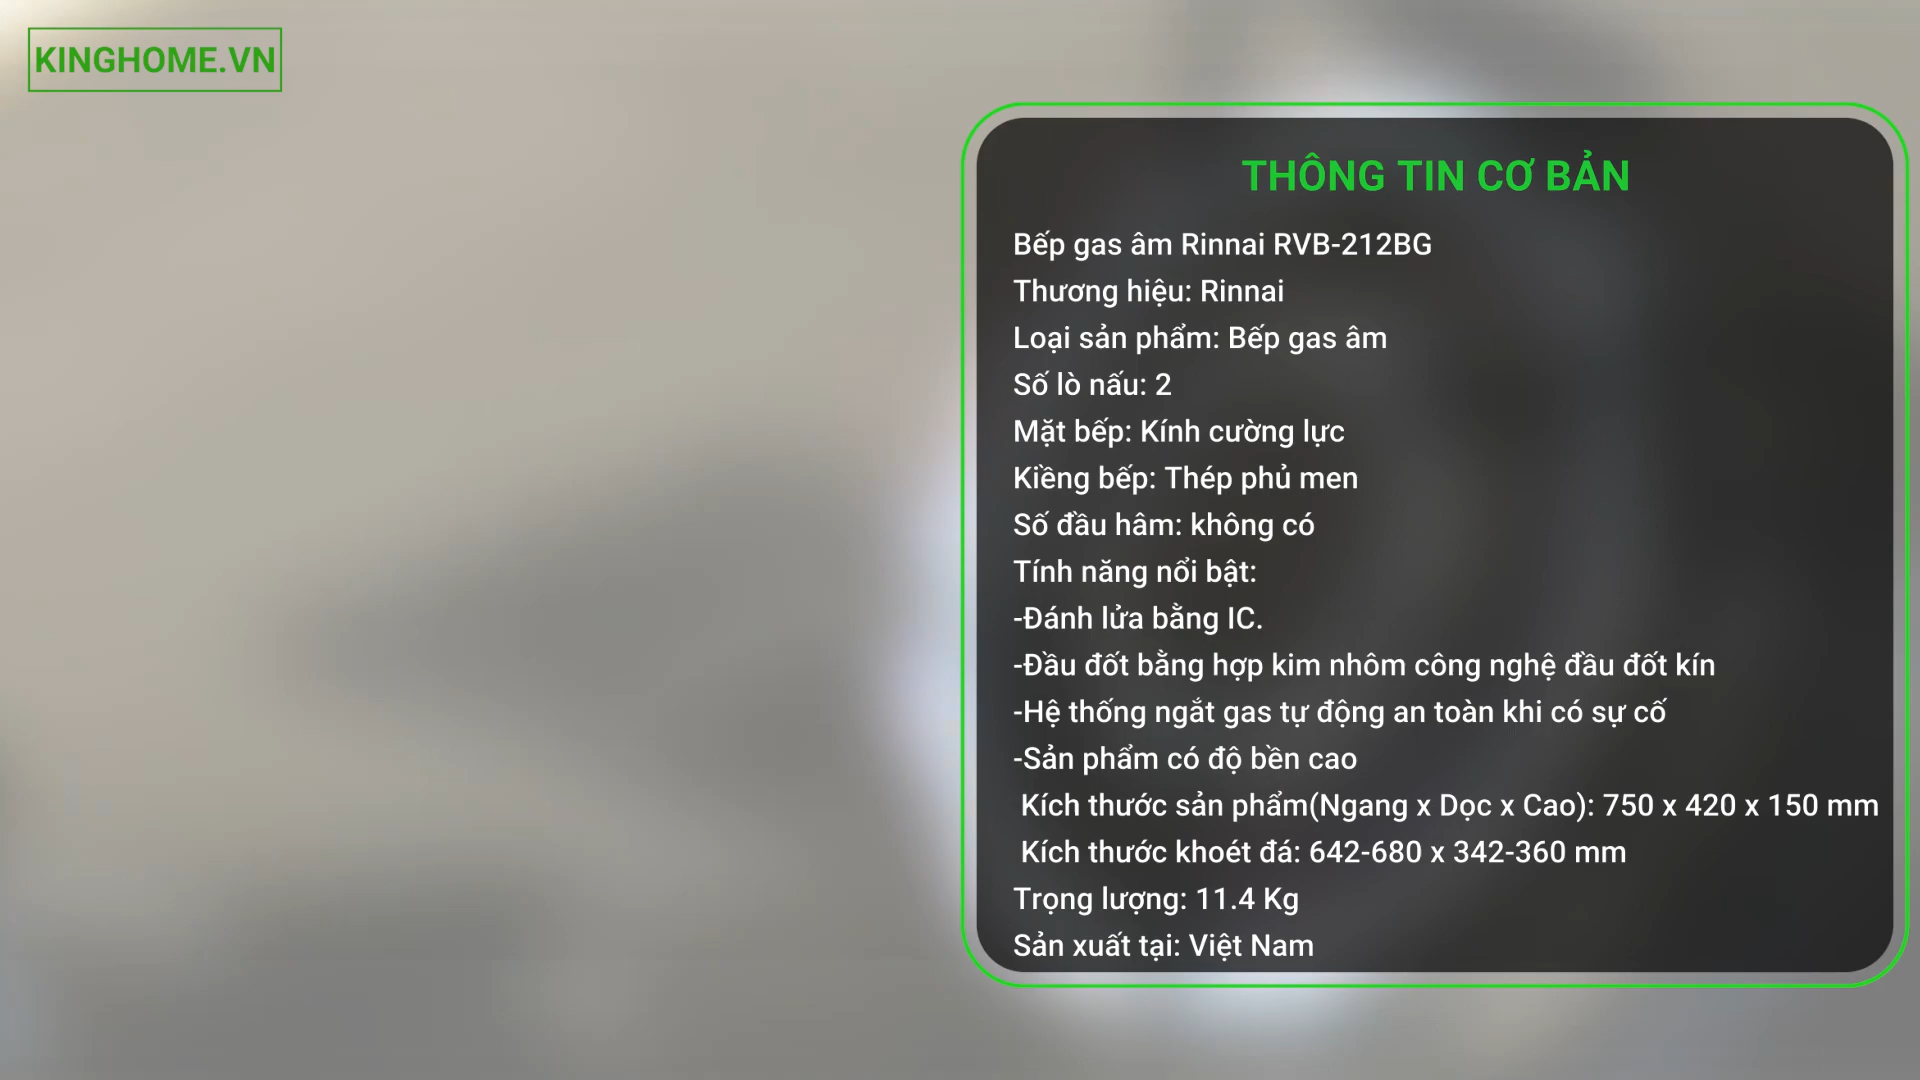 KINGHOME.VN
THÔNG TIN CƠ BẢN
Bếp gas âm Rinnai RVB-212BG
Thương hiệu: Rinnai
Loại sản phẩm: Bếp gas âm
Số lò nấu: 2
Mặt bếp: Kính cường lực
Kiềng bếp: Thép phủ men
Số đầu hâm: không có
Tính năng nổi bật:
-Đánh lửa bằng IC.
-Đầu đốt bằng hợp kim nhôm công nghệ đầu đốt kín
-Hệ thống ngắt gas tự động an toàn khi có sự cố
-Sản phẩm có độ bền cao
Kích thước sản phẩm(Ngang x Dọc x Cao): 750 x 420 x 150 mm
Kích thước khoét đá: 642-680 x 342-360 mm
Trọng lượng: 11.4 Kg
Sản xuất tại: Việt Nam